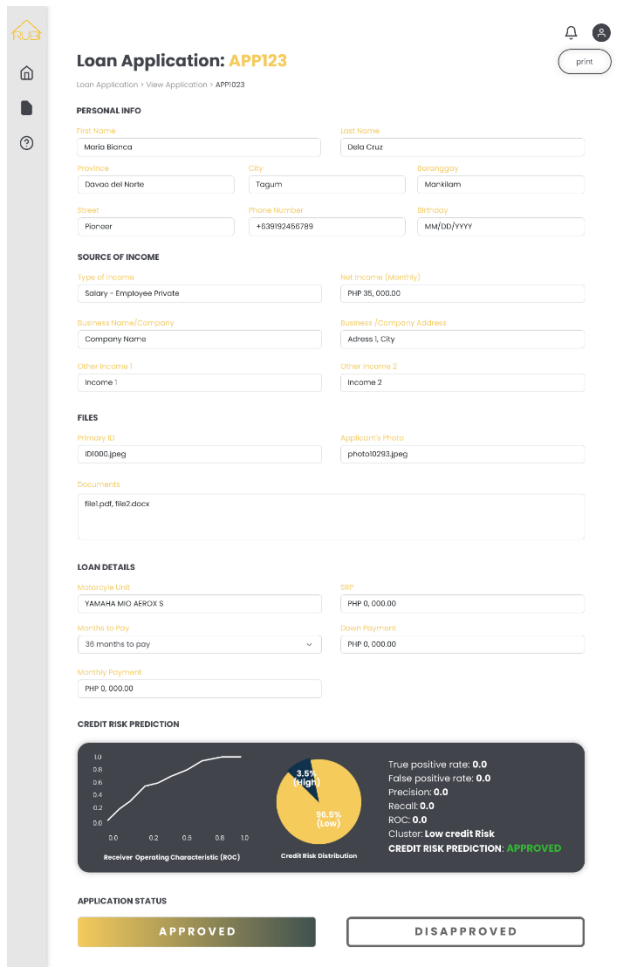 RUBI
Loan Application: APP123
print
Loan Application > View Application > APP1023
PERSONAL INFO
First Name Last Name
Maria Bianca Dela Cruz
Province City Baranggay
Davao del Norte Tagum Mankilam
Street Phone Number Birthday
Pioneer +639192456789 MM/DD/YYYY
SOURCE OF INCOME
Type of Income Net Income (Monthly)
Salary - Employee Private PHP 35, 000.00
Business Name/Company Business /Company Address
Company Name Adress 1, City
Other Income 1 Other Income 2
Income 1 Income 2
FILES
Primary ID Applicant's Photo
ID1000.jpeg photo10293.jpeg
Documents
file1.pdf, file2.docx
LOAN DETAILS
Motorcyle Unit SRP
YAMAHA MIO AEROX S PHP 0, 000.00
Months to Pay Down Payment
36 months to pay PHP 0, 000.00
Monthly Payment
PHP 0, 000.00
CREDIT RISK PREDICTION
1.0
0.8
0.6
0.4
0.2
0.0
0.0 0.2 0.5 0.8 1.0
Receiver Operating Characteristic (ROC)
3.5%
(High)
96.5%
(Low)
Credit Risk Distribution
True positive rate: 0.0
False positive rate: 0.0
Precision: 0.0
Recall: 0.0
ROC: 0.0
Cluster: Low credit Risk
CREDIT RISK PREDICTION: APPROVED
APPLICATION STATUS
APPROVED DISAPPROVED